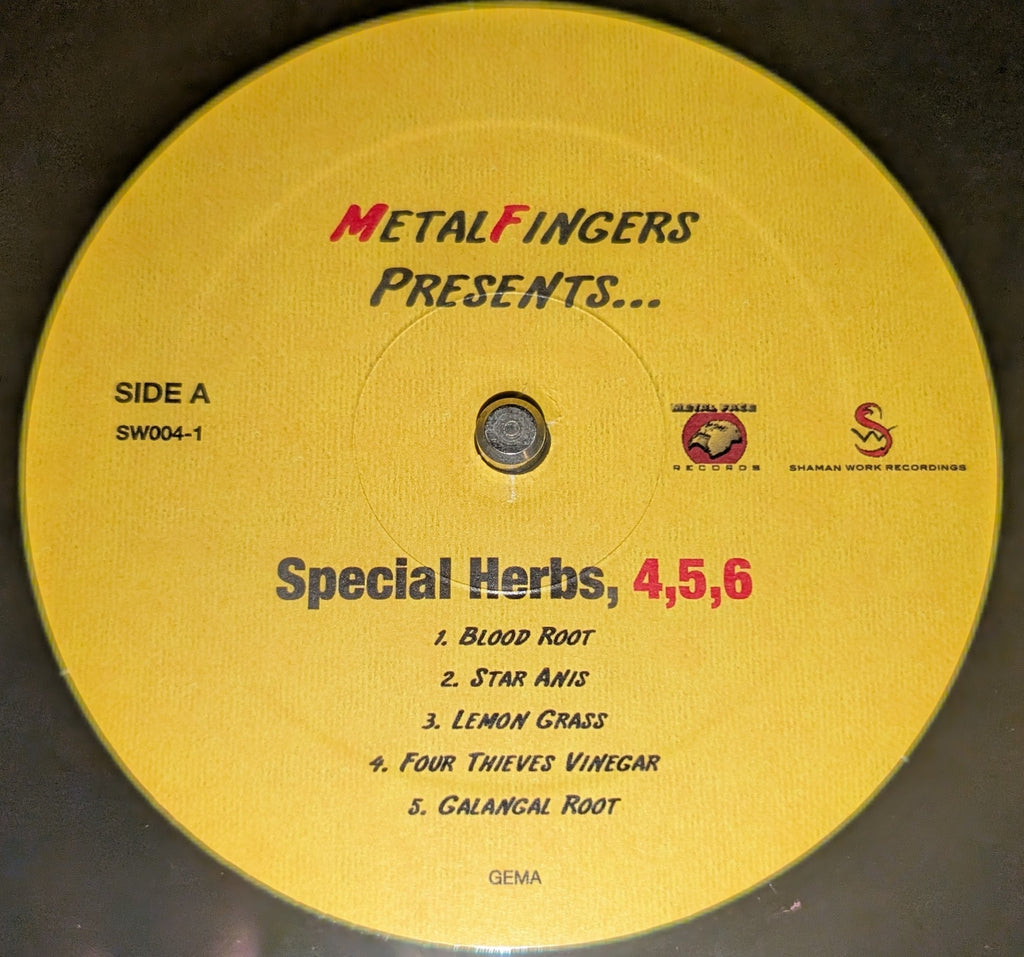 METALFINGERS
PRESENTS...
SIDE A
SW004-1
METAL FACE
RECORDS
SHAMAN WORK RECORDINGS
Special Herbs, 4,5,6
1. BLOOD ROOT
2. STAR ANIS
3. LEMON GRASS
4. FOUR THIEVES VINEGAR
5. GALANGAL ROOT
GEMA